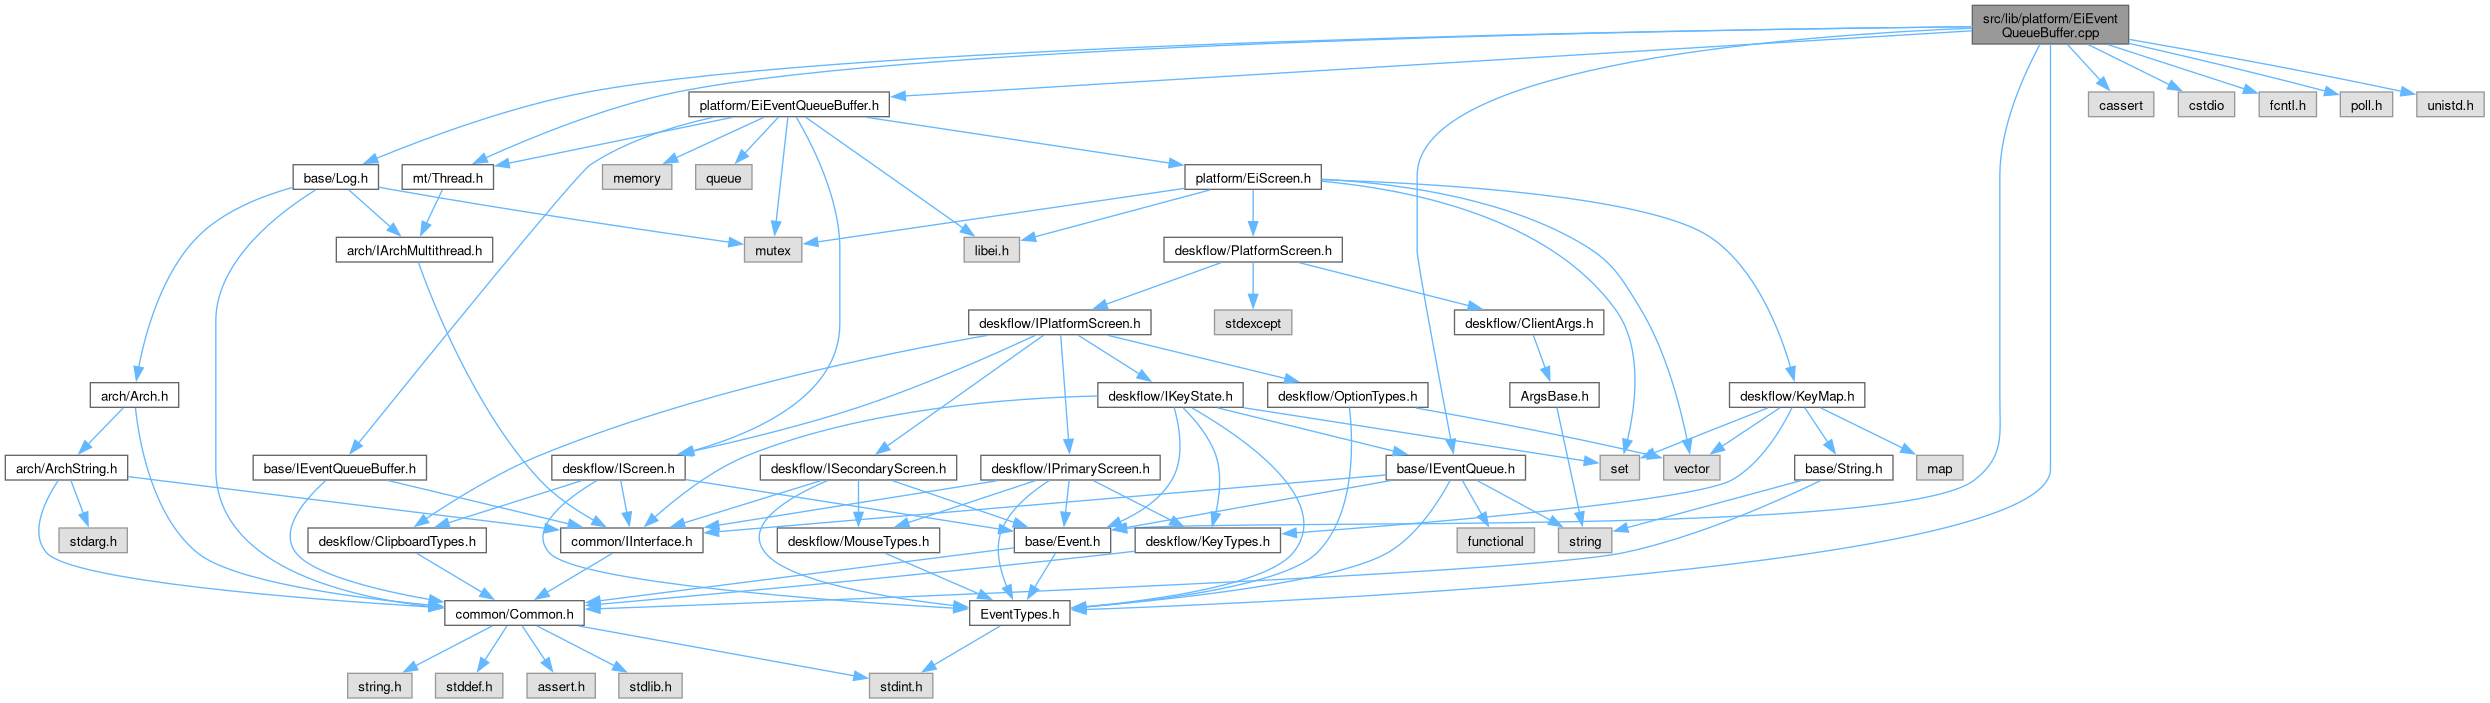 src/lib/platform/EiEvent
QueueBuffer.cpp
platform/EiEventQueueBuffer.h
cassert
cstdio
fcntl.h
poll.h
unistd.h
base/Log.h
mt/Thread.h
memory
queue
platform/EiScreen.h
arch/IArchMultithread.h
mutex
libei.h
deskflow/PlatformScreen.h
deskflow/IPlatformScreen.h
stdexcept
deskflow/ClientArgs.h
arch/Arch.h
deskflow/IKeyState.h
deskflow/OptionTypes.h
ArgsBase.h
deskflow/KeyMap.h
arch/ArchString.h
base/IEventQueueBuffer.h
deskflow/IScreen.h
deskflow/ISecondaryScreen.h
deskflow/IPrimaryScreen.h
base/IEventQueue.h
set
vector
base/String.h
map
stdarg.h
deskflow/ClipboardTypes.h
common/IInterface.h
deskflow/MouseTypes.h
base/Event.h
deskflow/KeyTypes.h
functional
string
common/Common.h
EventTypes.h
string.h
stddef.h
assert.h
stdlib.h
stdint.h